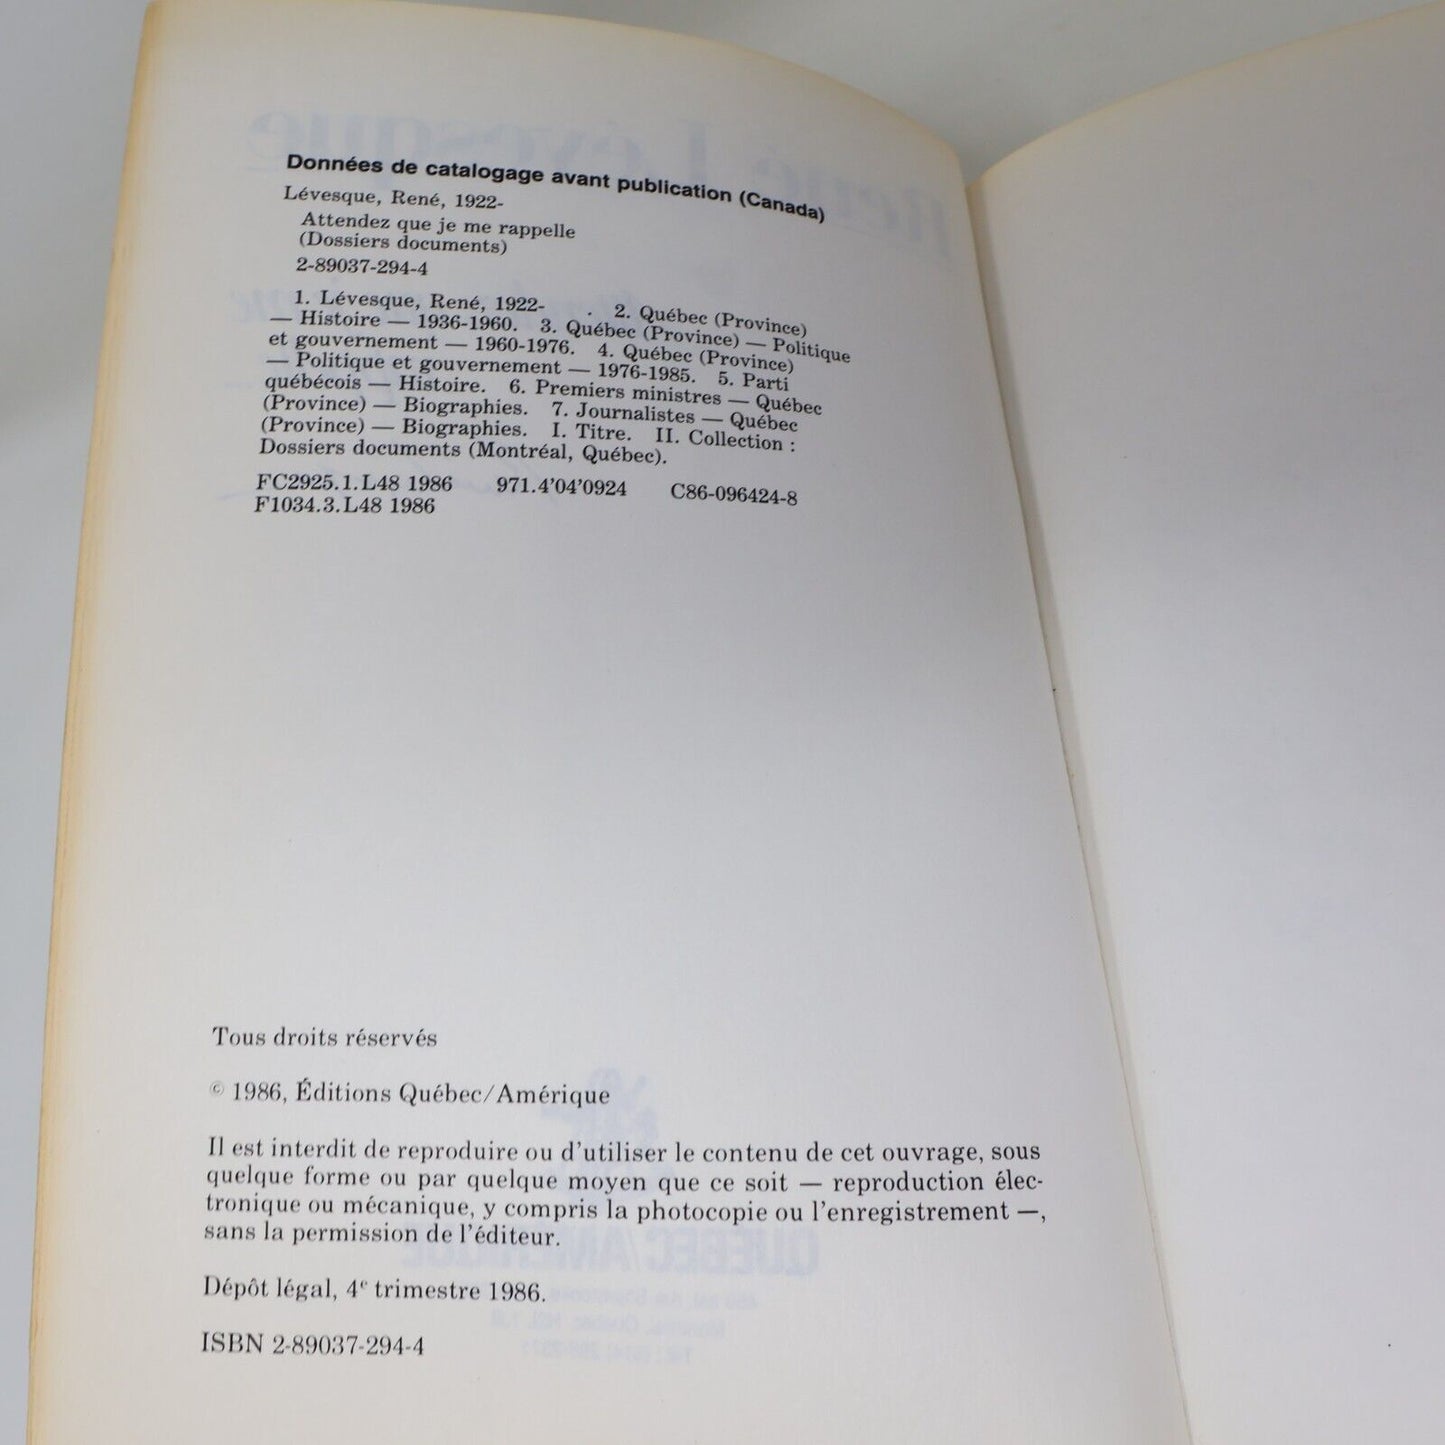 Données de catalogage avant publication (Canada)
Lévesque, René, 1922-
Attendez que je me rappelle
(Dossiers documents)
2-89037-294-4
1. Lévesque, René, 1922-     . 2. Québec (Province)
— Histoire — 1936-1960. 3. Québec (Province) — Politique
et gouvernement — 1960-1976. 4. Québec (Province)
— Politique et gouvernement — 1976-1985. 5. Parti
québécois — Histoire. 6. Premiers ministres — Québec
(Province) — Biographies. 7. Journalistes — Québec
(Province) — Biographies. I. Titre. II. Collection :
Dossiers documents (Montréal, Québec).
FC2925.1.L48 1986 971.4'04'0924 C86-096424-8
F1034.3.L48 1986
Tous droits réservés
© 1986, Éditions Québec/Amérique
Il est interdit de reproduire ou d'utiliser le contenu de cet ouvrage, sous
quelque forme ou par quelque moyen que ce soit — reproduction élec-
tronique ou mécanique, y compris la photocopie ou l'enregistrement —,
sans la permission de l'éditeur.
Dépôt légal, 4e trimestre 1986.
ISBN 2-89037-294-4